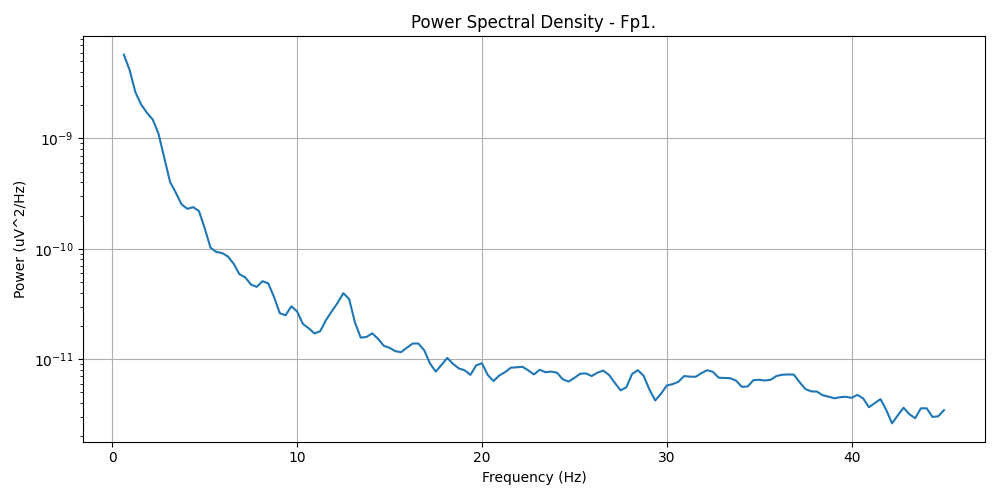 Power Spectral Density - Fp1.
Power (uV^2/Hz)
10⁻⁹
10⁻¹⁰
10⁻¹¹
0 10 20 30 40
Frequency (Hz)